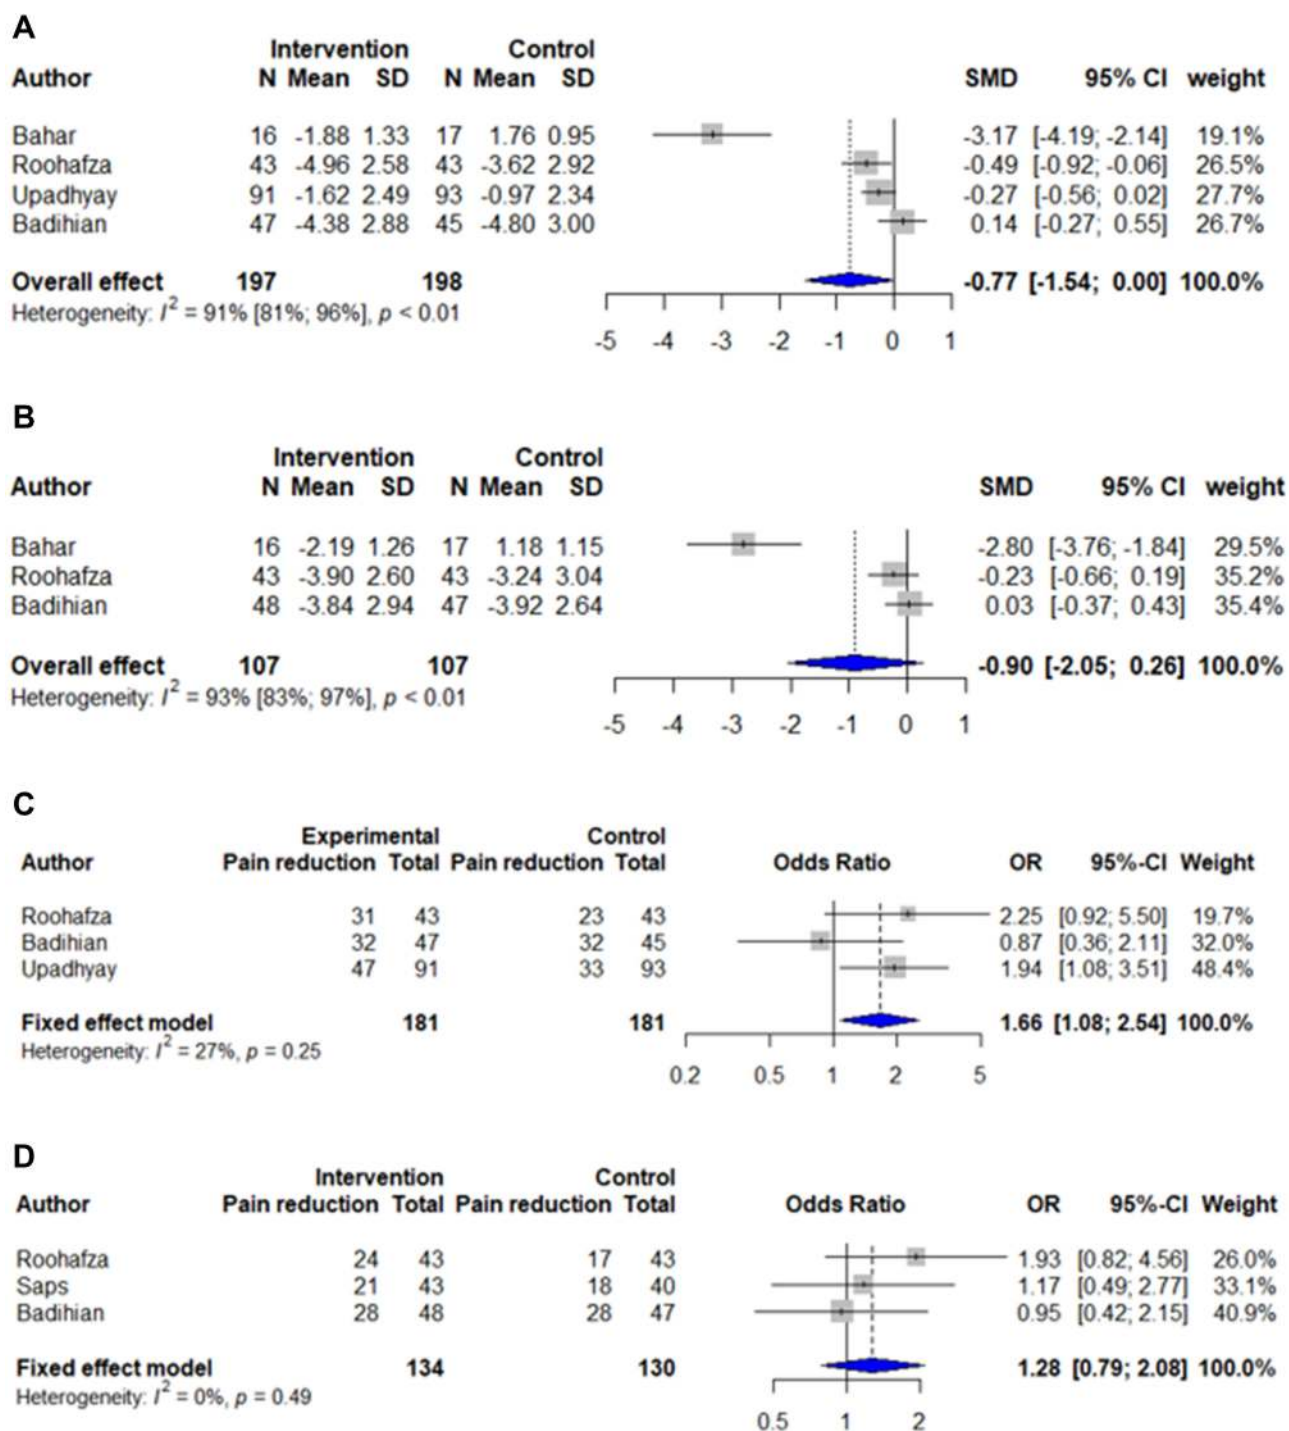 A
Intervention Control
Author N Mean SD N Mean SD SMD 95% CI weight
Bahar 16 -1.88 1.33 17 1.76 0.95 -3.17 [-4.19; -2.14] 19.1%
Roohafza 43 -4.96 2.58 43 -3.62 2.92 -0.49 [-0.92; -0.06] 26.5%
Upadhyay 91 -1.62 2.49 93 -0.97 2.34 -0.27 [-0.56; 0.02] 27.7%
Badihian 47 -4.38 2.88 45 -4.80 3.00 0.14 [-0.27; 0.55] 26.7%
Overall effect 197 198 -0.77 [-1.54; 0.00] 100.0%
Heterogeneity: I² = 91% [81%; 96%], p < 0.01
-5 -4 -3 -2 -1 0 1
B
Intervention Control
Author N Mean SD N Mean SD SMD 95% CI weight
Bahar 16 -2.19 1.26 17 1.18 1.15 -2.80 [-3.76; -1.84] 29.5%
Roohafza 43 -3.90 2.60 43 -3.24 3.04 -0.23 [-0.66; 0.19] 35.2%
Badihian 48 -3.84 2.94 47 -3.92 2.64 0.03 [-0.37; 0.43] 35.4%
Overall effect 107 107 -0.90 [-2.05; 0.26] 100.0%
Heterogeneity: I² = 93% [83%; 97%], p < 0.01
-5 -4 -3 -2 -1 0 1
C
Experimental Control
Author Pain reduction Total Pain reduction Total Odds Ratio OR 95%-CI Weight
Roohafza 31 43 23 43 2.25 [0.92; 5.50] 19.7%
Badihian 32 47 32 45 0.87 [0.36; 2.11] 32.0%
Upadhyay 47 91 33 93 1.94 [1.08; 3.51] 48.4%
Fixed effect model 181 181 1.66 [1.08; 2.54] 100.0%
Heterogeneity: I² = 27%, p = 0.25
0.2 0.5 1 2 5
D
Intervention Control
Author Pain reduction Total Pain reduction Total Odds Ratio OR 95%-CI Weight
Roohafza 24 43 17 43 1.93 [0.82; 4.56] 26.0%
Saps 21 43 18 40 1.17 [0.49; 2.77] 33.1%
Badihian 28 48 28 47 0.95 [0.42; 2.15] 40.9%
Fixed effect model 134 130 1.28 [0.79; 2.08] 100.0%
Heterogeneity: I² = 0%, p = 0.49
0.5 1 2